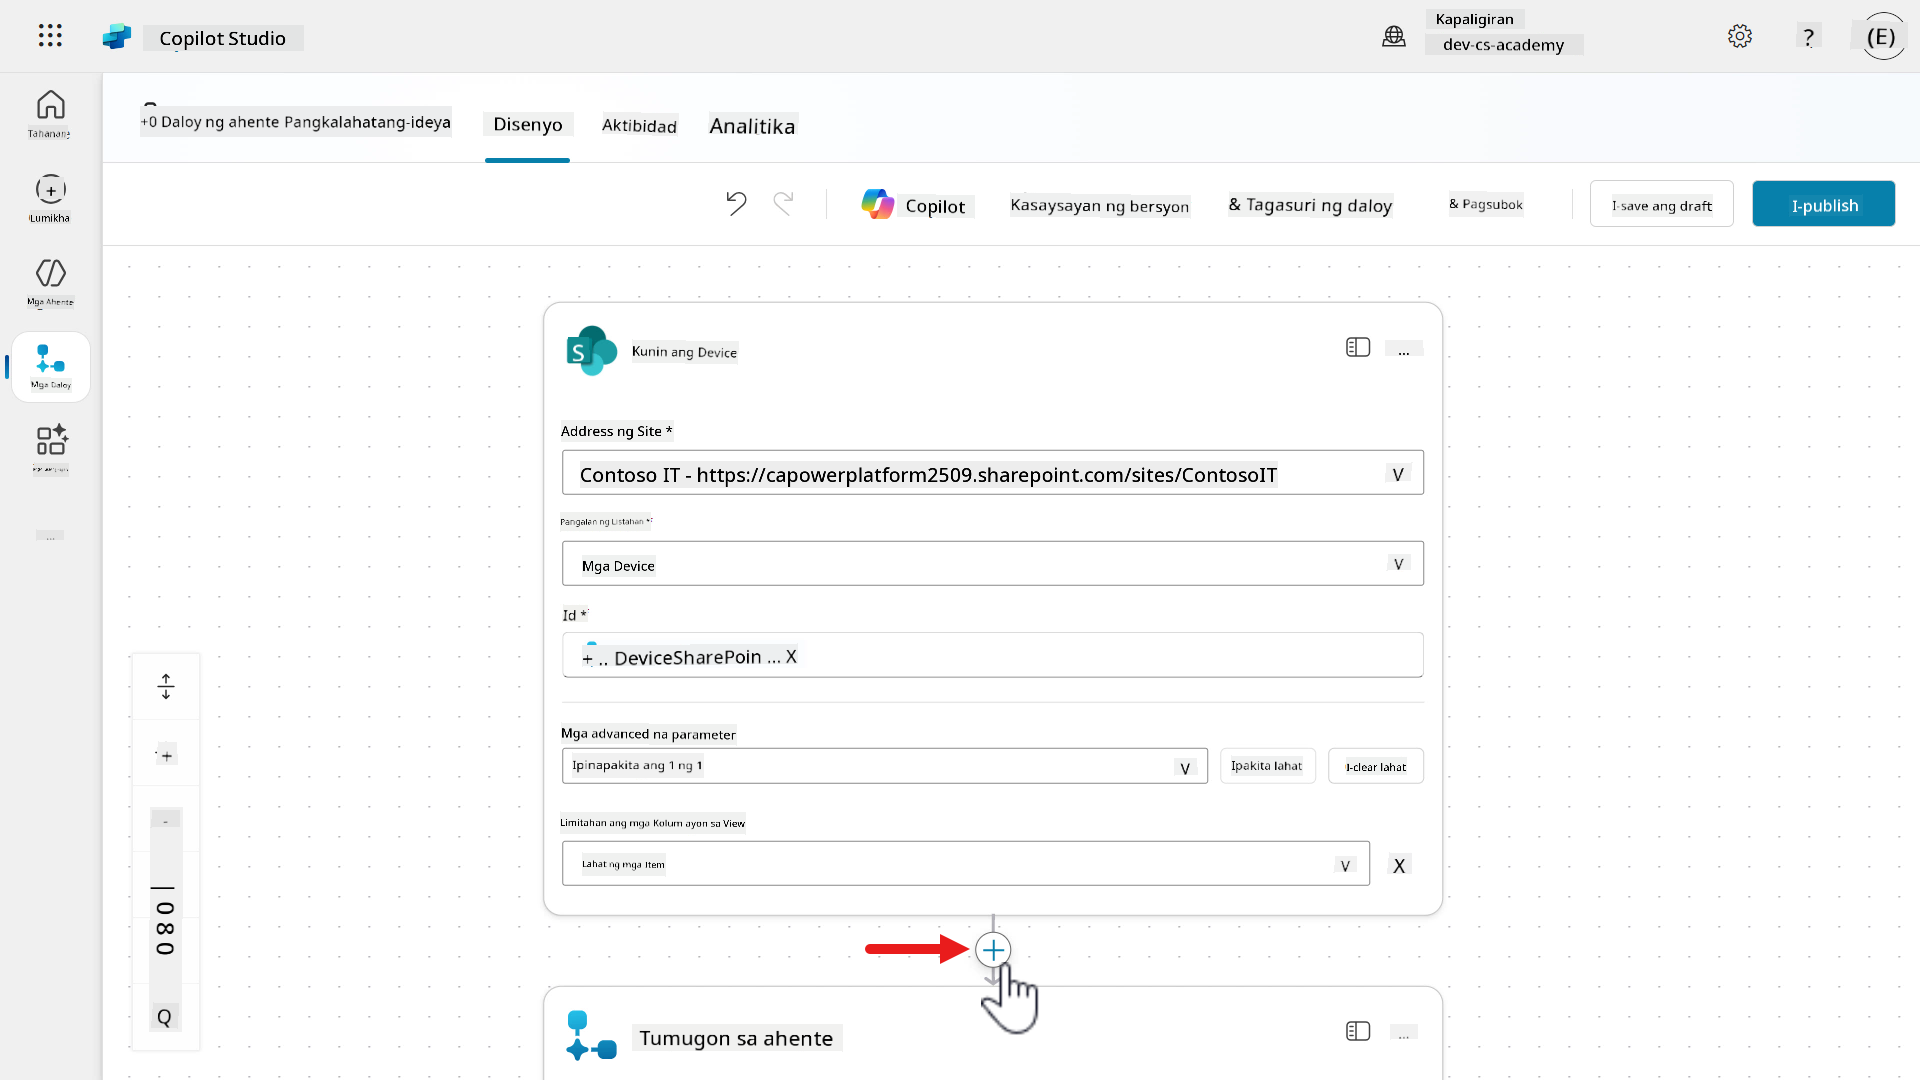 Copilot Studio
Kapaligiran
dev-cs-academy
?
(E)
Tahanang
Lumikha
Mga Ahente
Mga Daloy
...
+0 Daloy ng ahente Pangkalahatang-ideya
Disenyo
Aktibidad
Analitika
Copilot
Kasaysayan ng bersyon
& Tagasuri ng daloy
& Pagsubok
I-save ang draft
I-publish
S
Kunin ang Device
...
Address ng Site *
Contoso IT - https://capowerplatform2509.sharepoint.com/sites/ContosoIT
V
Pangalan ng Listahan *
Mga Device
V
Id *
+ .. DeviceSharePoin ... X
Mga advanced na parameter
Ipinapakita ang 1 ng 1
V
Ipakita lahat
I-clear lahat
Limitahan ang mga Kolum ayon sa View
Lahat ng mga Item
V
X
+
-
| 080
Q
Tumugon sa ahente
...